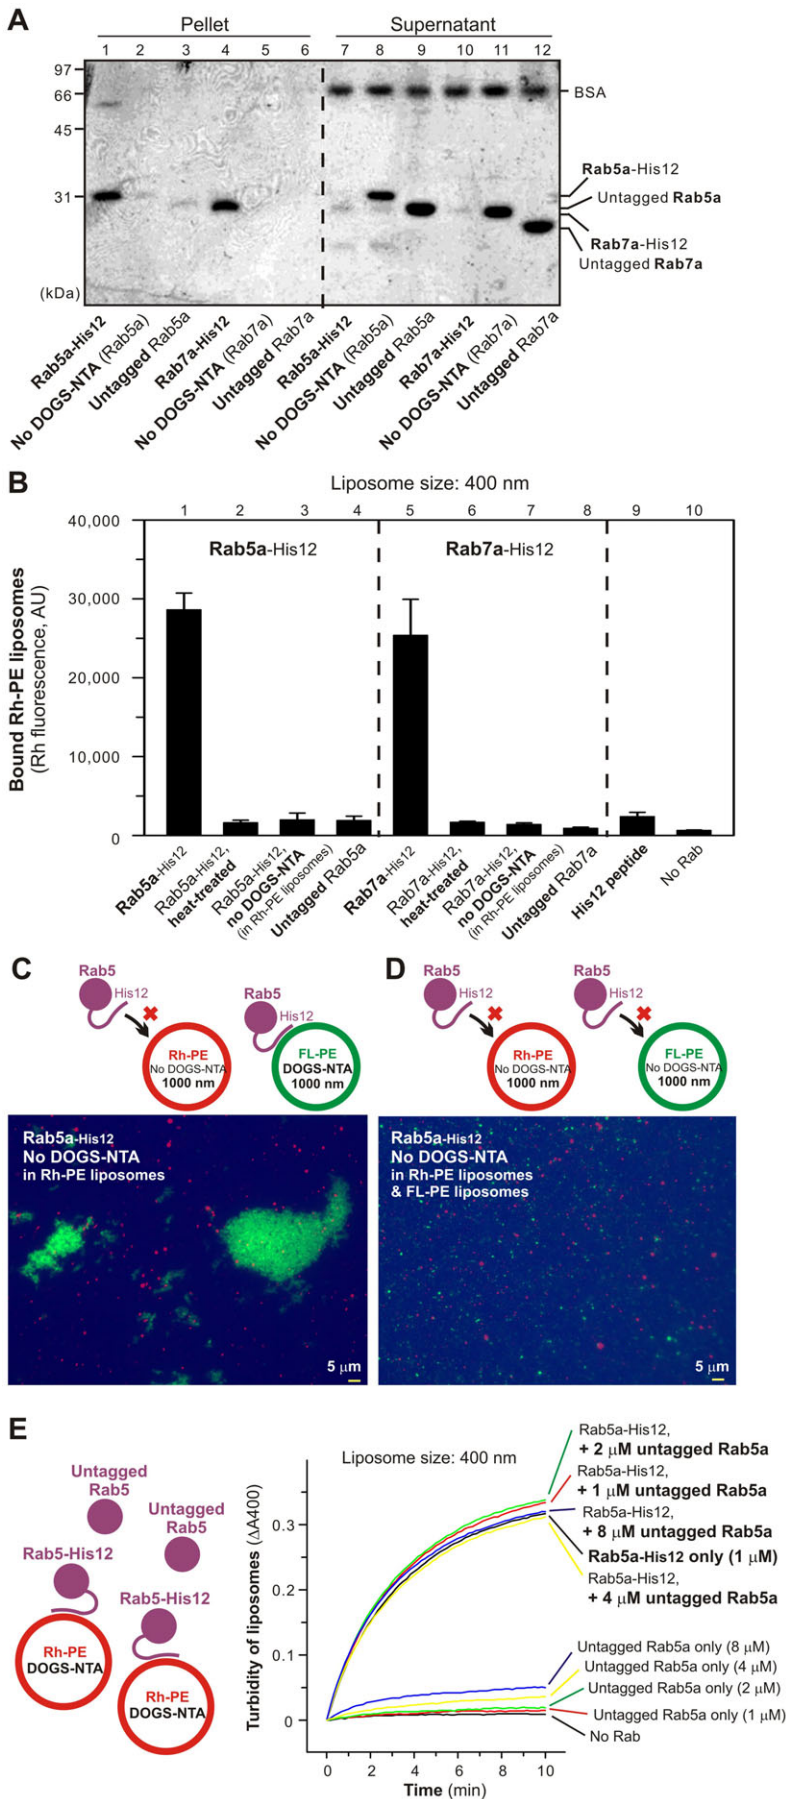 A
Pellet
Supernatant
1 2 3 4 5 6 7 8 9 10 11 12
97
66
45
31
(kDa)
BSA
Rab5a-His12
Untagged Rab5a
Rab7a-His12
Untagged Rab7a
Rab5a-His12
No DOGS-NTA (Rab5a)
Untagged Rab5a
Rab7a-His12
No DOGS-NTA (Rab7a)
Untagged Rab7a
Rab5a-His12
No DOGS-NTA (Rab5a)
Untagged Rab5a
Rab7a-His12
No DOGS-NTA (Rab7a)
Untagged Rab7a
B
Liposome size: 400 nm
1 2 3 4 5 6 7 8 9 10
Bound Rh-PE liposomes
(Rh fluorescence, AU)
40,000
30,000
20,000
10,000
0
Rab5a-His12
Rab7a-His12
Rab5a-His12
Rab5a-His12,
heat-treated
Rab5a-His12,
no DOGS-NTA
(in Rh-PE liposomes)
Untagged Rab5a
Rab7a-His12
Rab7a-His12,
heat-treated
Rab7a-His12,
no DOGS-NTA
(in Rh-PE liposomes)
Untagged Rab7a
His12 peptide
No Rab
C
Rab5
His12
Rh-PE
No DOGS-NTA
1000 nm
Rab5
His12
FL-PE
DOGS-NTA
1000 nm
Rab5a-His12
No DOGS-NTA
in Rh-PE liposomes
5 μm
D
Rab5
His12
Rh-PE
No DOGS-NTA
1000 nm
Rab5
His12
FL-PE
No DOGS-NTA
1000 nm
Rab5a-His12
No DOGS-NTA
in Rh-PE liposomes
& FL-PE liposomes
5 μm
E
Untagged
Rab5
Untagged
Rab5
Rab5-His12
Rab5-His12
Rh-PE
DOGS-NTA
Rh-PE
DOGS-NTA
Liposome size: 400 nm
Turbidity of liposomes (ΔA400)
0.3
0.2
0.1
0
0 2 4 6 8 10
Time (min)
Rab5a-His12,
+ 2 μM untagged Rab5a
Rab5a-His12,
+ 1 μM untagged Rab5a
Rab5a-His12,
+ 8 μM untagged Rab5a
Rab5a-His12 only (1 μM)
Rab5a-His12,
+ 4 μM untagged Rab5a
Untagged Rab5a only (8 μM)
Untagged Rab5a only (4 μM)
Untagged Rab5a only (2 μM)
Untagged Rab5a only (1 μM)
No Rab